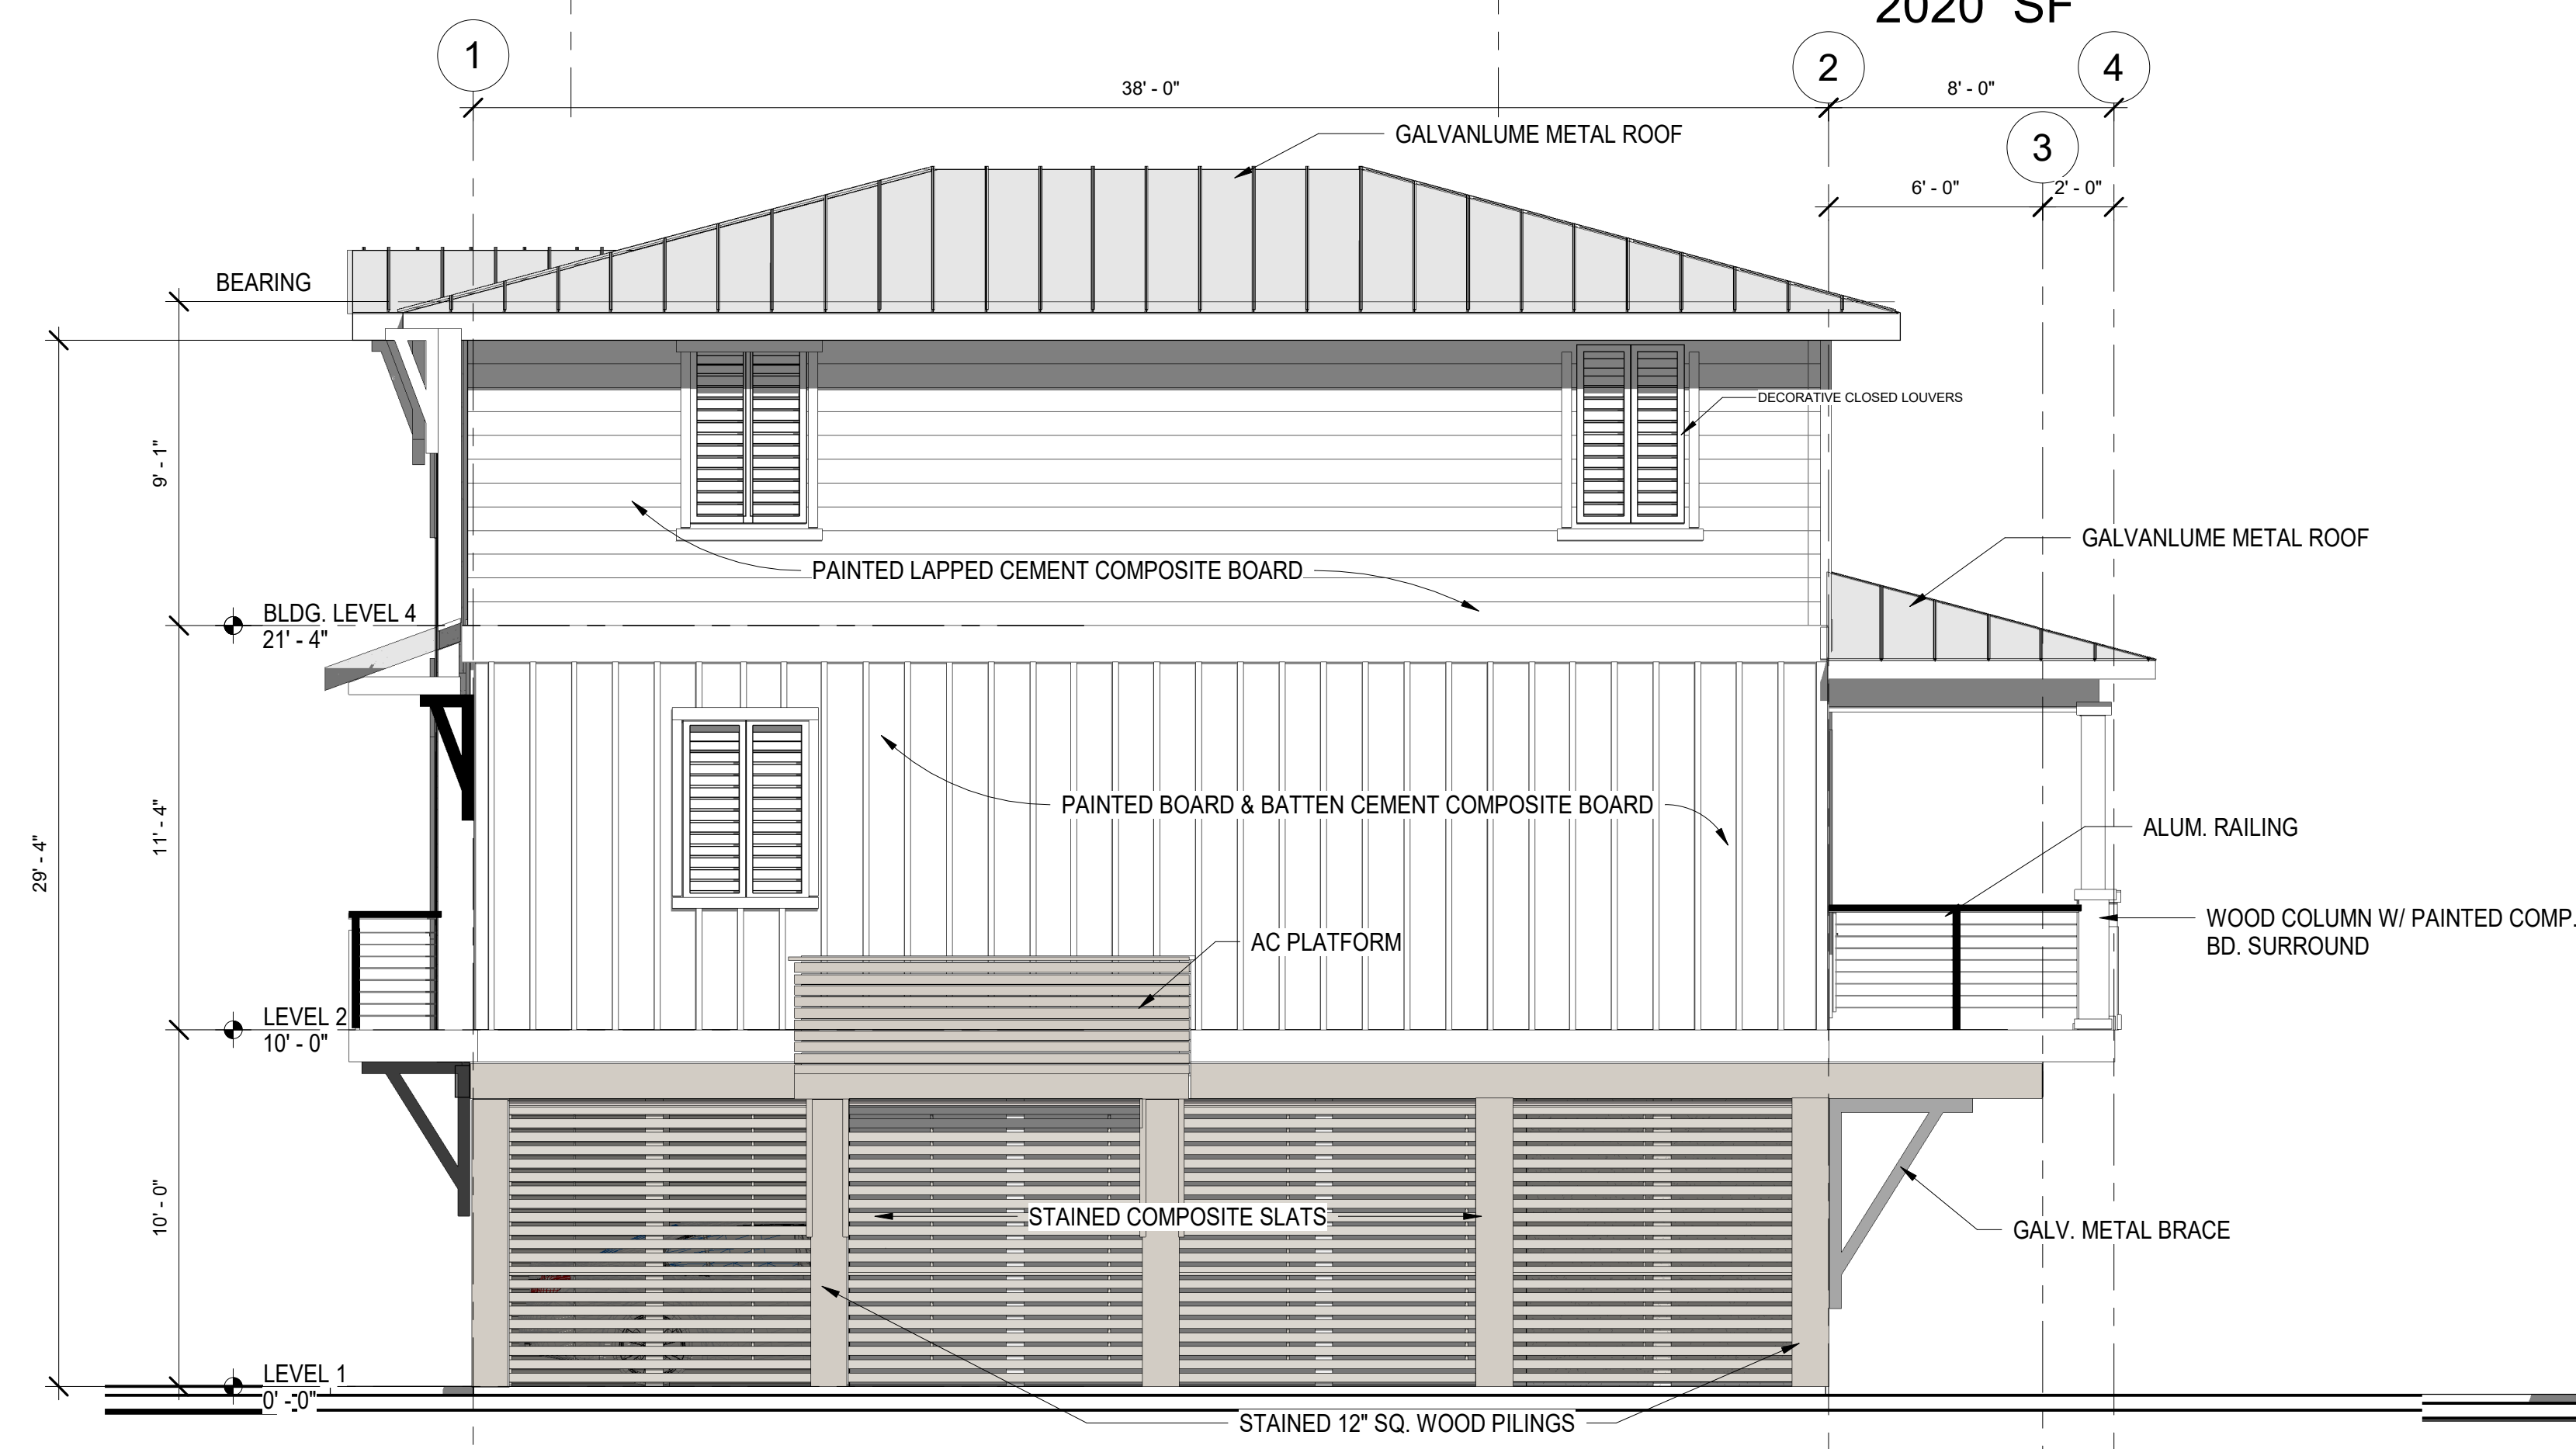 2020 SF
1
2
4
38' - 0"
8' - 0"
GALVANLUME METAL ROOF
3
6' - 0"
2' - 0"
BEARING
DECORATIVE CLOSED LOUVERS
9' - 1"
GALVANLUME METAL ROOF
PAINTED LAPPED CEMENT COMPOSITE BOARD
BLDG. LEVEL 4
21' - 4"
PAINTED BOARD & BATTEN CEMENT COMPOSITE BOARD
11' - 4"
ALUM. RAILING
29' - 4"
WOOD COLUMN W/ PAINTED COMP.
BD. SURROUND
AC PLATFORM
LEVEL 2
10' - 0"
10' - 0"
STAINED COMPOSITE SLATS
GALV. METAL BRACE
LEVEL 1
0' - 0"
STAINED 12" SQ. WOOD PILINGS